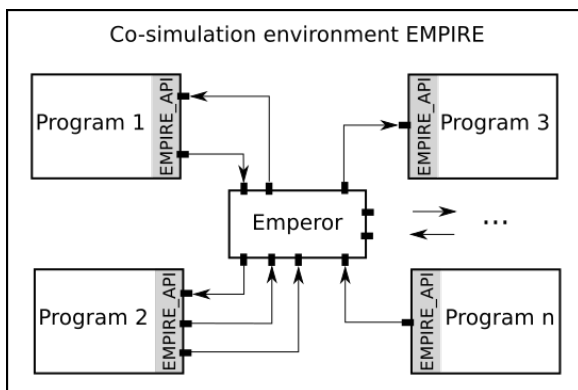 Co-simulation environment EMPIRE
Program 1
EMPIRE_API
EMPIRE_API
Program 3
Emperor
...
Program 2
EMPIRE_API
EMPIRE_API
Program n